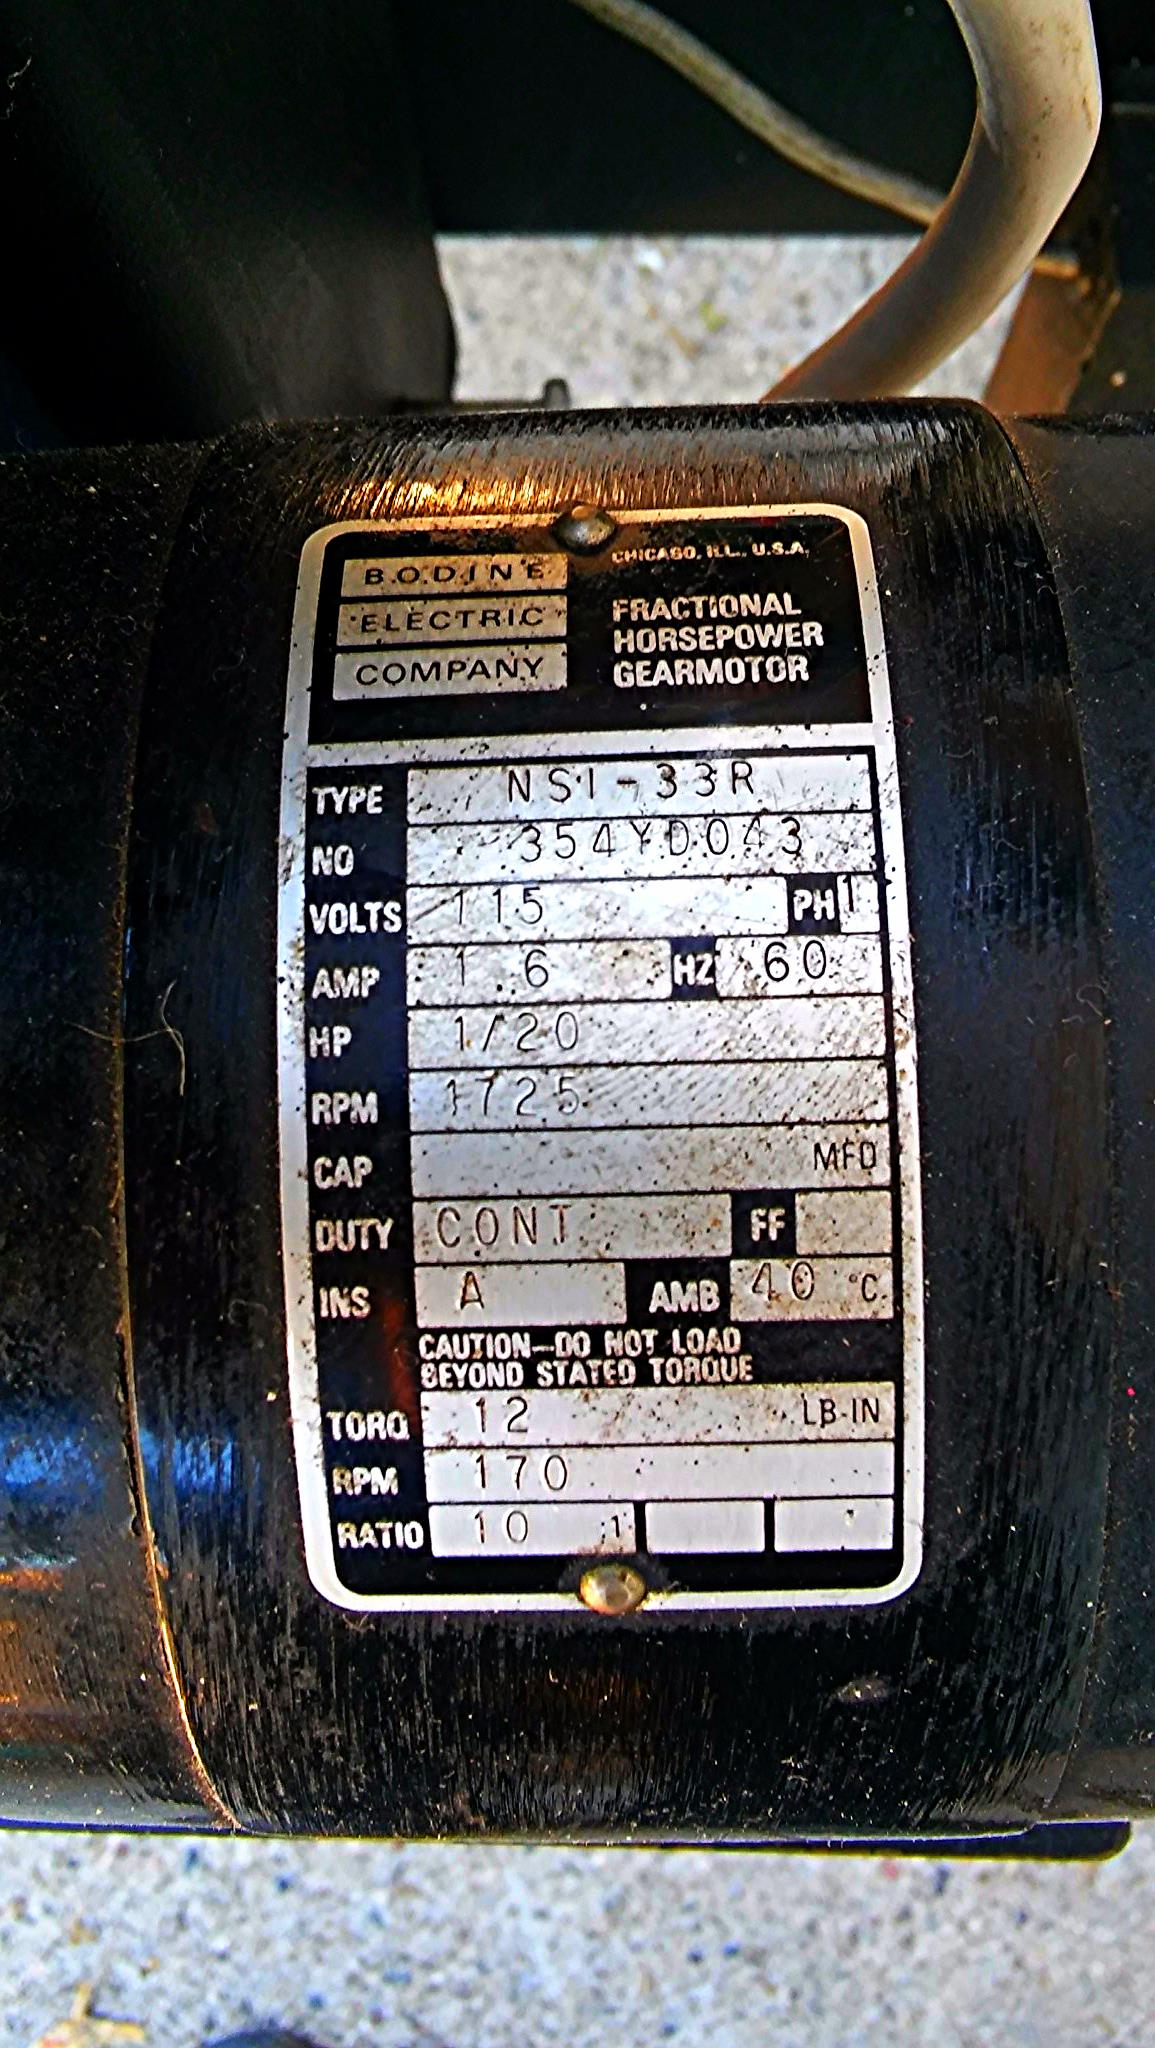 BODINE
ELECTRIC
COMPANY
CHICAGO, ILL., U.S.A.
FRACTIONAL
HORSEPOWER
GEARMOTOR
TYPE NSI-33R
NO 354YD043
VOLTS 115 PH 1
AMP 1.6 HZ 60
HP 1/20
RPM 1725
CAP MFD
DUTY CONT FF
INS A AMB 40 °C
CAUTION-DO NOT LOAD
BEYOND STATED TORQUE
TORQ 12 LB-IN
RPM 170
RATIO 10 :1